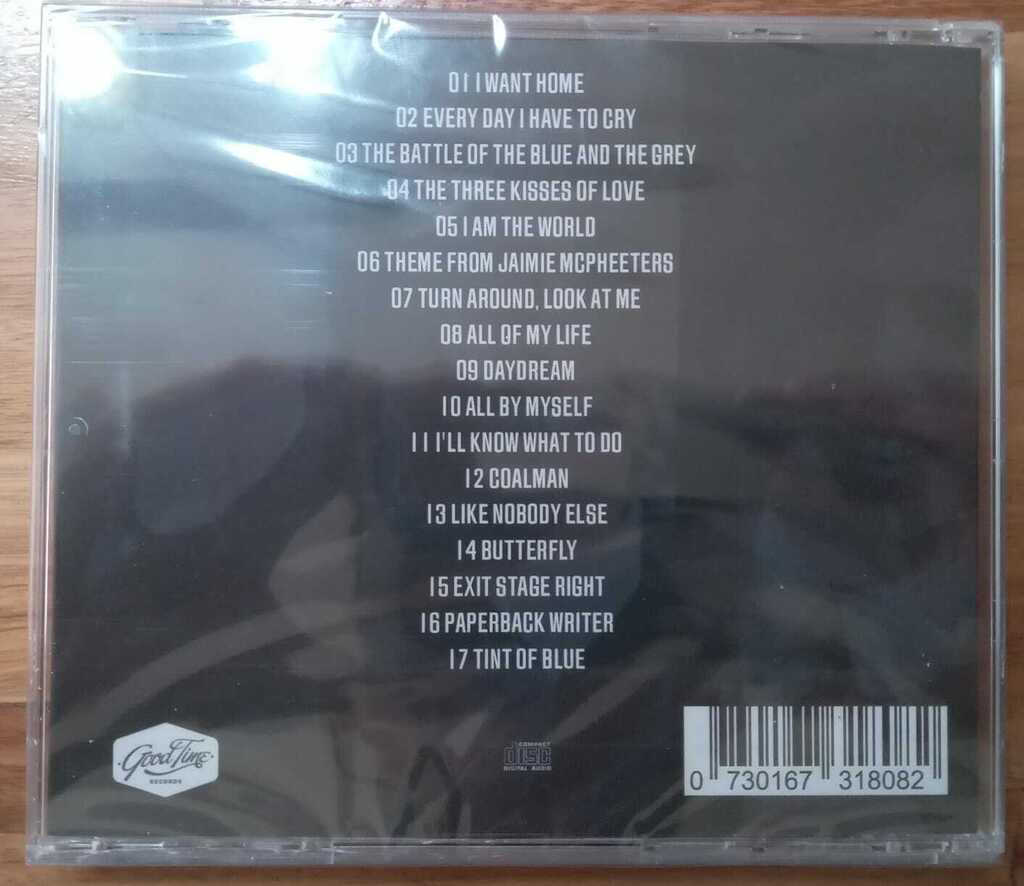 01 I WANT HOME
02 EVERY DAY I HAVE TO CRY
03 THE BATTLE OF THE BLUE AND THE GREY
04 THE THREE KISSES OF LOVE
05 I AM THE WORLD
06 THEME FROM JAIMIE MCPHEETERS
07 TURN AROUND, LOOK AT ME
08 ALL OF MY LIFE
09 DAYDREAM
10 ALL BY MYSELF
11 I'LL KNOW WHAT TO DO
12 COALMAN
13 LIKE NOBODY ELSE
14 BUTTERFLY
15 EXIT STAGE RIGHT
16 PAPERBACK WRITER
17 TINT OF BLUE
Good Time
RECORDS
COMPACT
disc
DIGITAL AUDIO
0 730167 318082